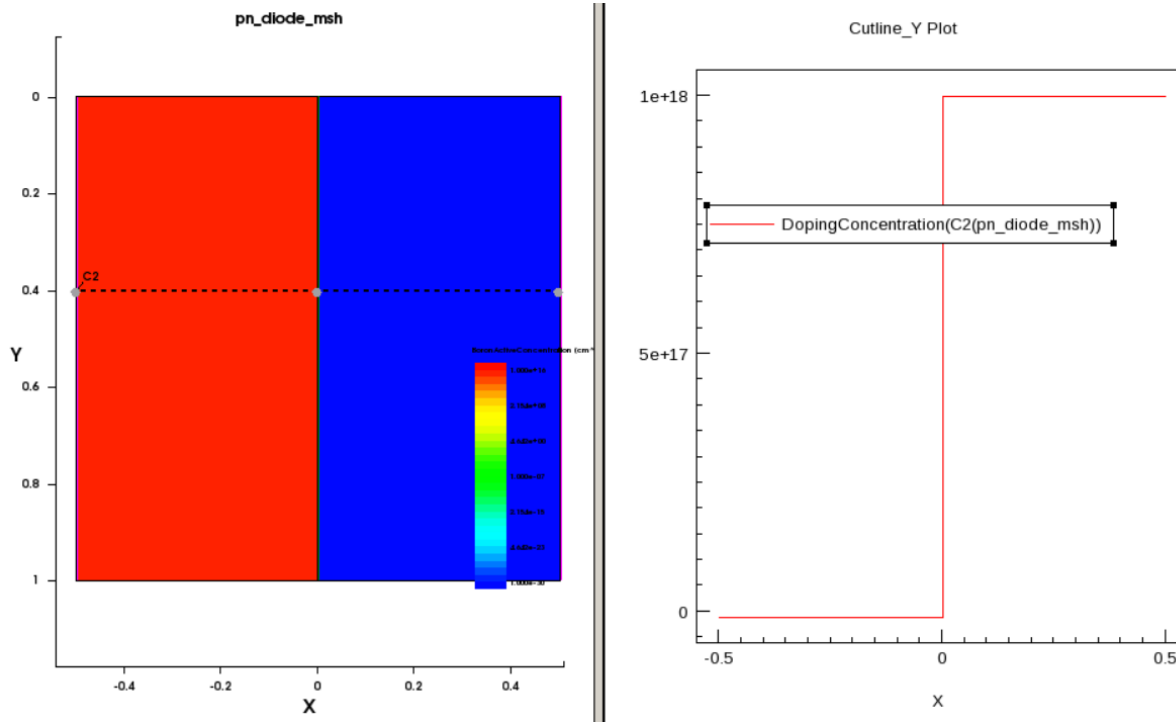 pn_diode_msh
0
0.2
C2
0.4
Y
0.6
0.8
1
-0.4
-0.2
0
0.2
0.4
X
Cutline_Y Plot
1e+18
DopingConcentration(C2(pn_diode_msh))
5e+17
0
-0.5
0
0.5
X